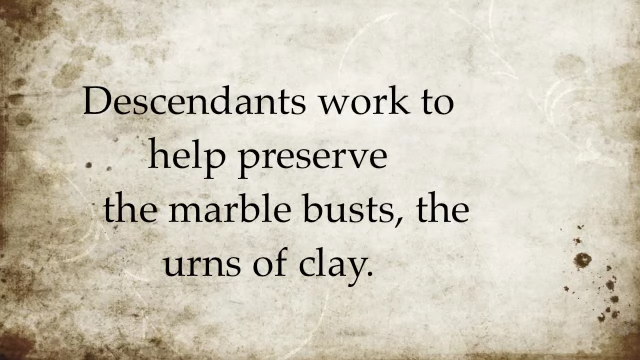 Descendants work to
help preserve
the marble busts, the
urns of clay.